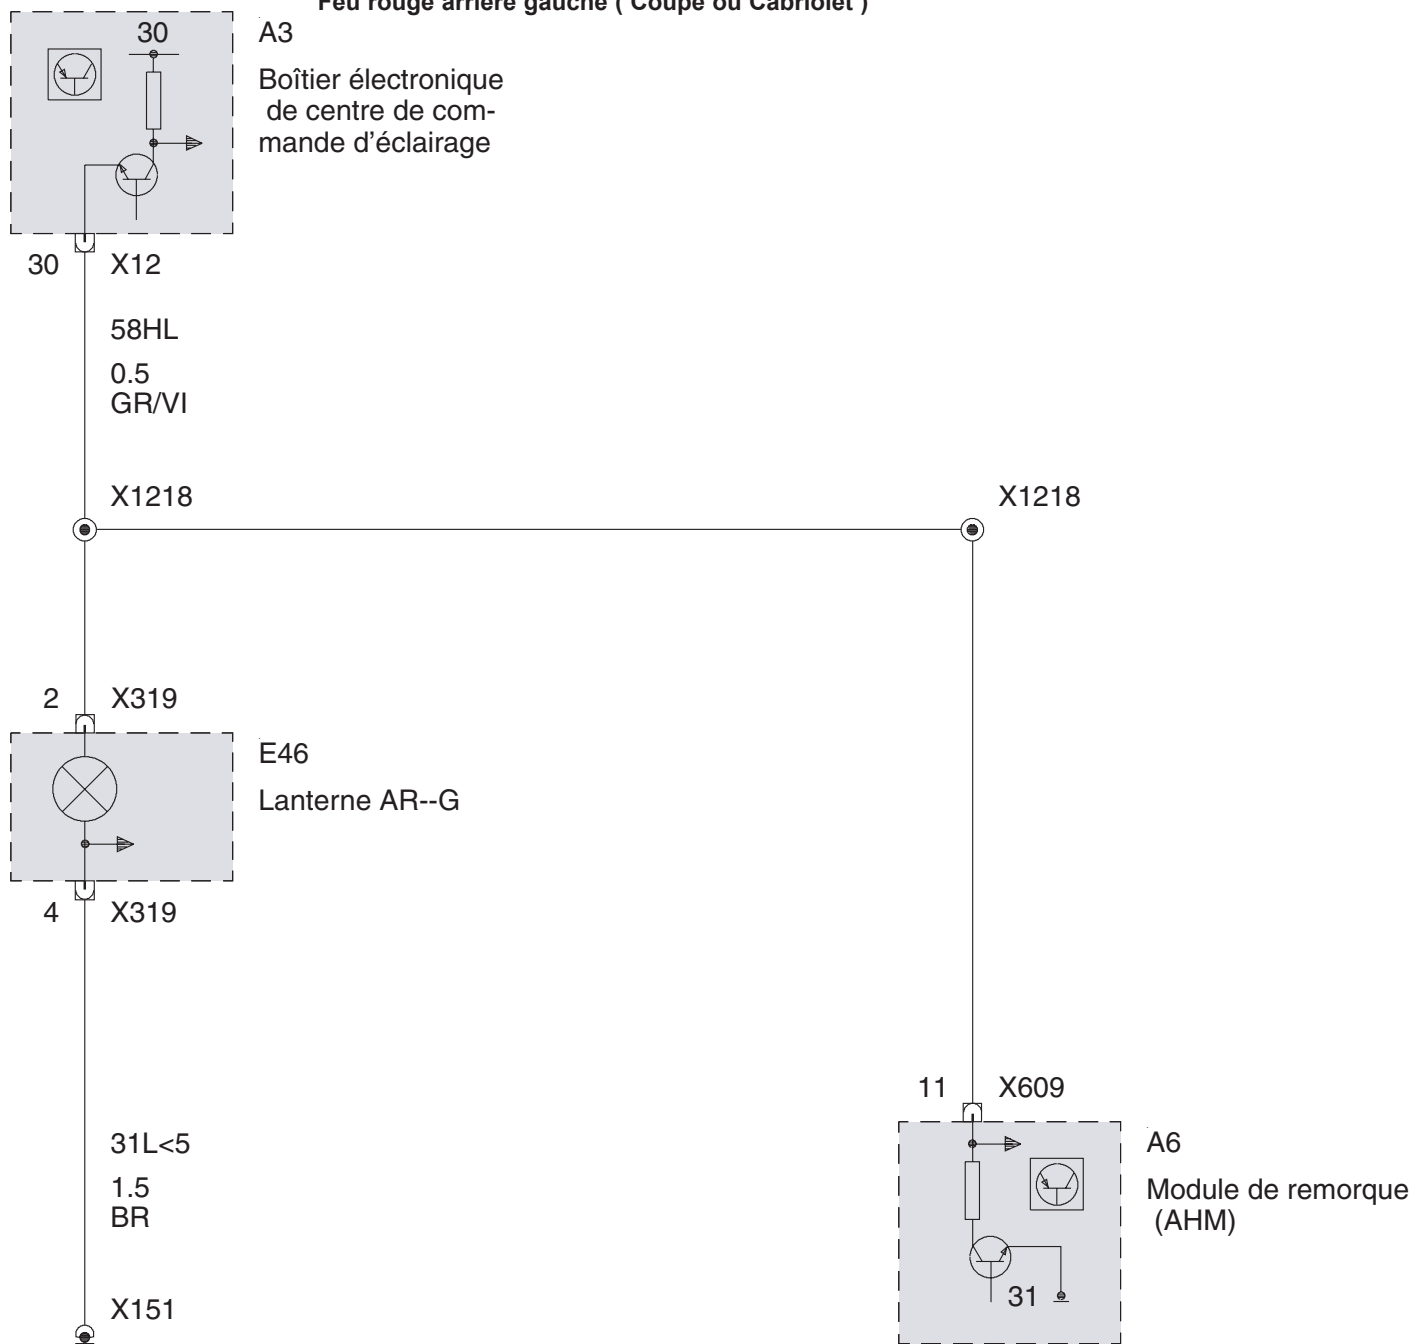 Feu rouge arrière gauche ( Coupé ou Cabriolet )
30
A3
Boîtier électronique
de centre de com-
mande d'éclairage
30
X12
58HL
0.5
GR/VI
X1218
X1218
2
X319
E46
Lanterne AR--G
4
X319
11
X609
31L<5
1.5
BR
A6
Module de remorque
(AHM)
31
X151